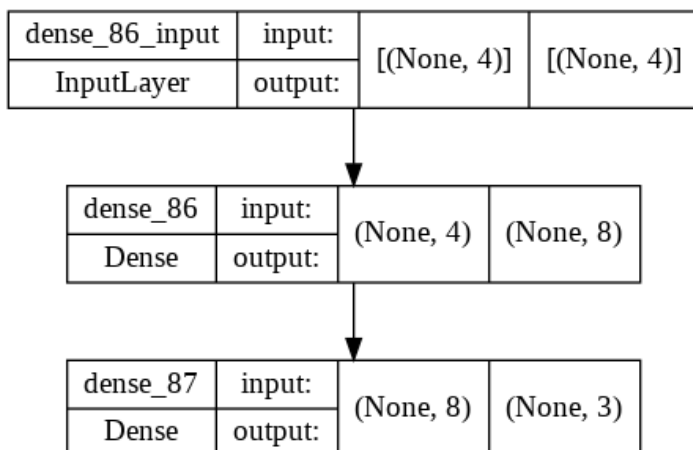 dense_86_input input: [(None, 4)] [(None, 4)]
InputLayer output:
dense_86 input: (None, 4) (None, 8)
Dense output:
dense_87 input: (None, 8) (None, 3)
Dense output: